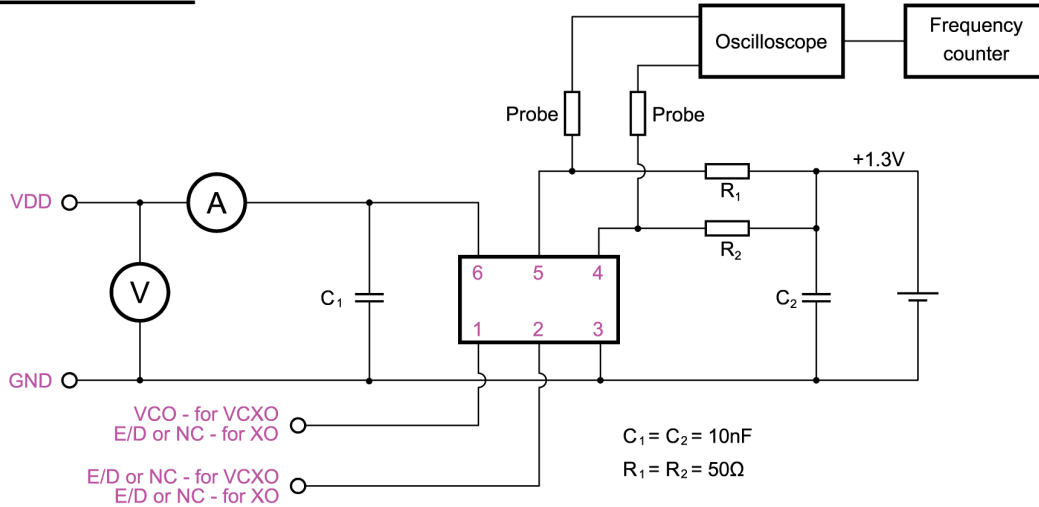 Oscilloscope
Frequency
counter
Probe
Probe
+1.3V
VDD
A
R₁
R₂
6 5 4
V
C₁
C₂
1 2 3
GND
VCO - for VCXO
E/D or NC - for XO
C₁ = C₂ = 10nF
R₁ = R₂ = 50Ω
E/D or NC - for VCXO
E/D or NC - for XO